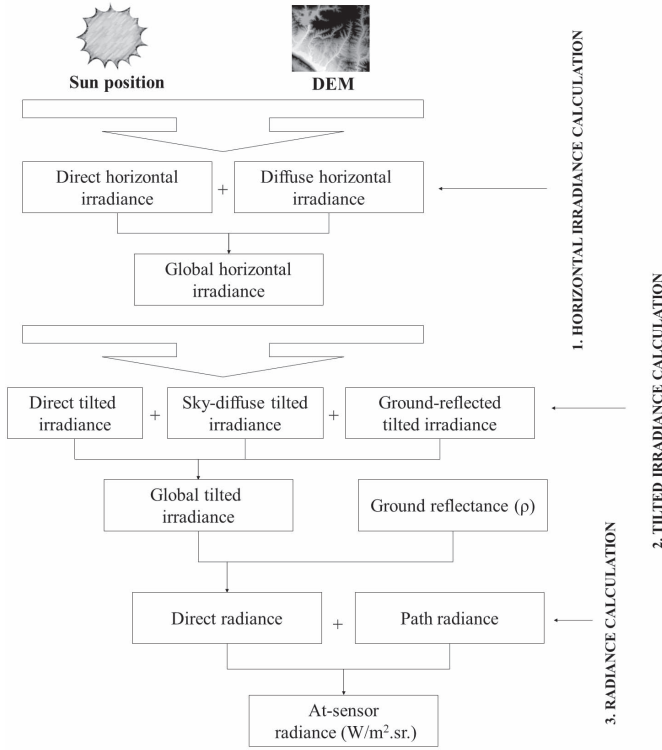 Sun position
DEM
Direct horizontal
irradiance
+
Diffuse horizontal
irradiance
Global horizontal
irradiance
1. HORIZONTAL IRRADIANCE CALCULATION
Direct tilted
irradiance
+
Sky-diffuse tilted
irradiance
+
Ground-reflected
tilted irradiance
Global tilted
irradiance
Ground reflectance (ρ)
2. TILTED IRRADIANCE CALCULATION
Direct radiance
+
Path radiance
At-sensor
radiance (W/m².sr.)
3. RADIANCE CALCULATION